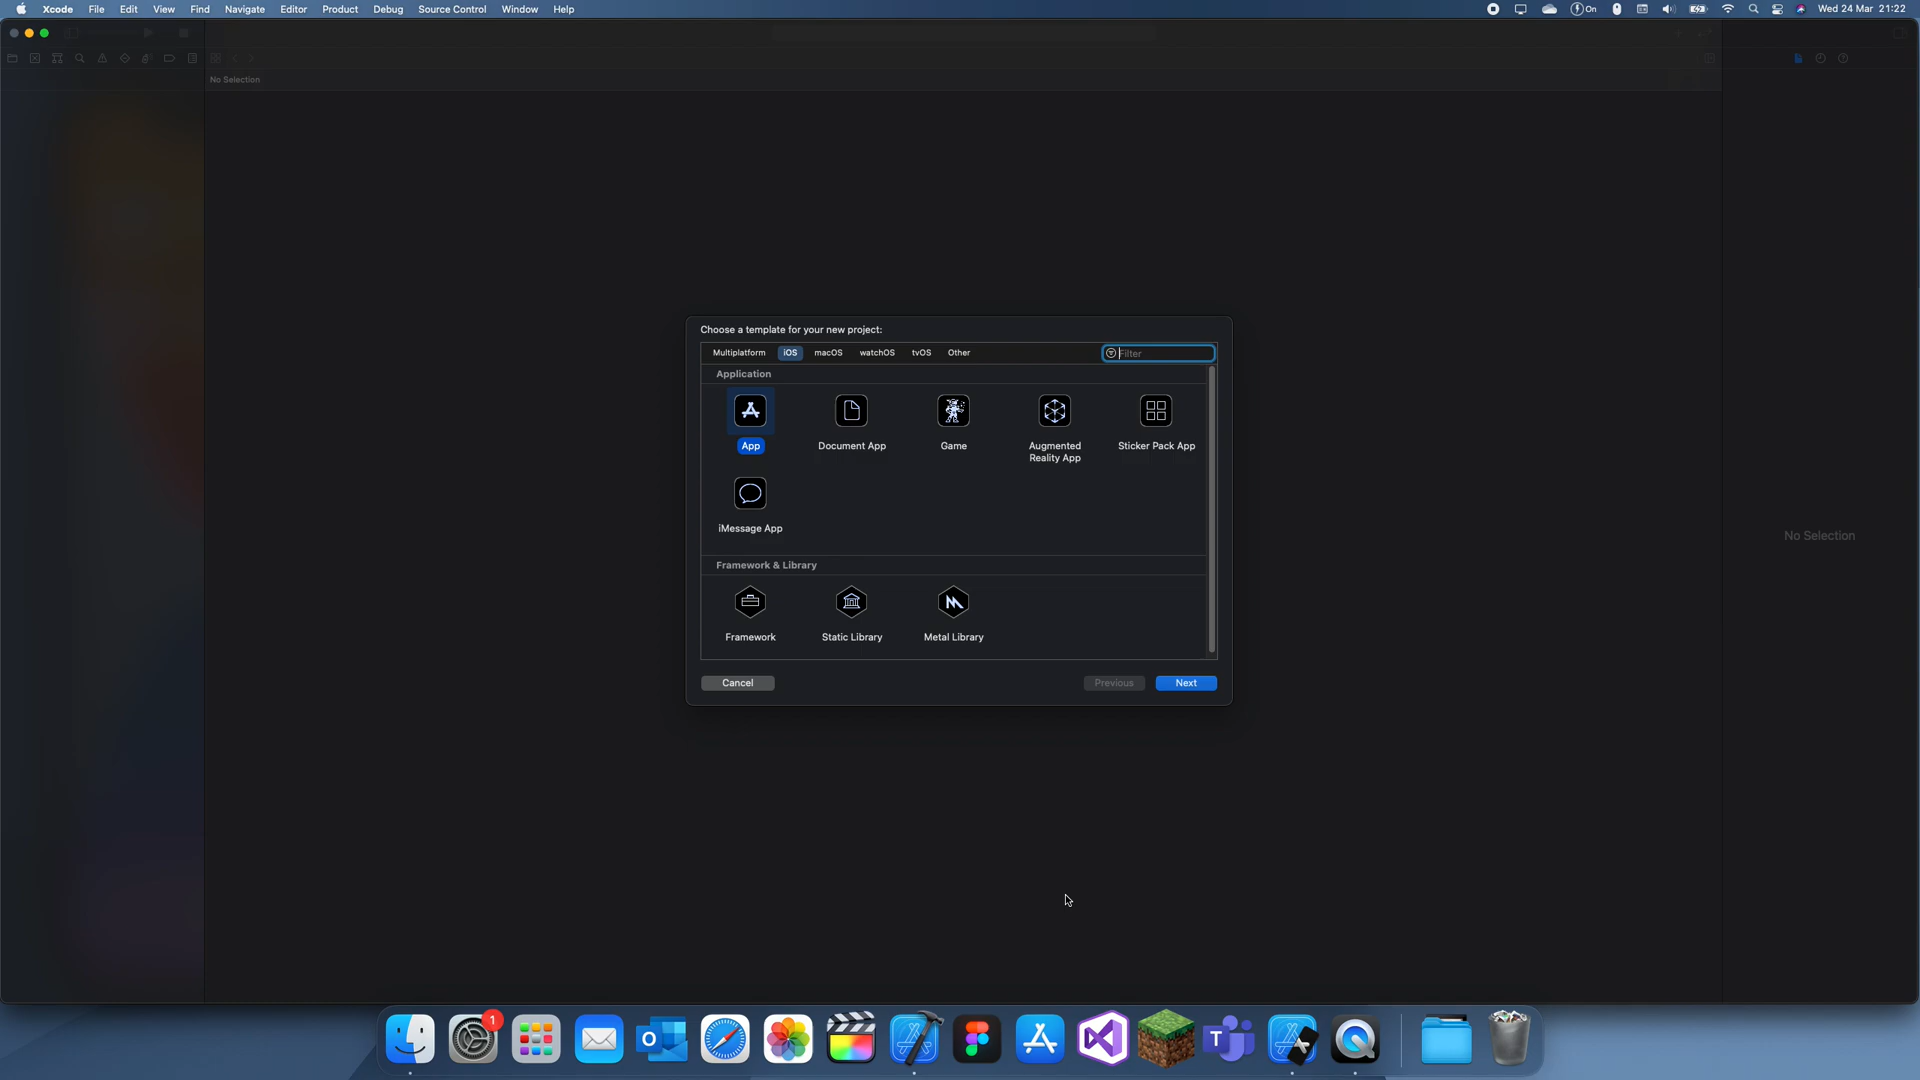 Xcode File Edit View Find Navigate Editor Product Debug Source Control Window Help On Wed 24 Mar 21:22
No Selection
Choose a template for your new project:
Multiplatform iOS macOS watchOS tvOS Other Filter
Application
App Document App Game Augmented Reality App Sticker Pack App
iMessage App
No Selection
Framework & Library
Framework Static Library Metal Library
Cancel Previous Next
1